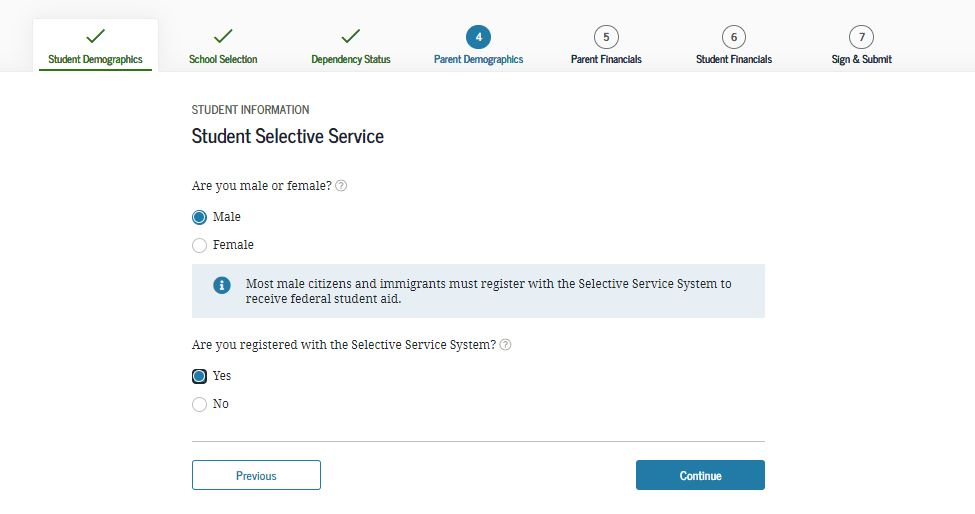 4 5 6 7
Student Demographics School Selection Dependency Status Parent Demographics Parent Financials Student Financials Sign & Submit
STUDENT INFORMATION
Student Selective Service
Are you male or female? ?
Male
Female
i Most male citizens and immigrants must register with the Selective Service System to
receive federal student aid.
Are you registered with the Selective Service System? ?
Yes
No
Previous Continue